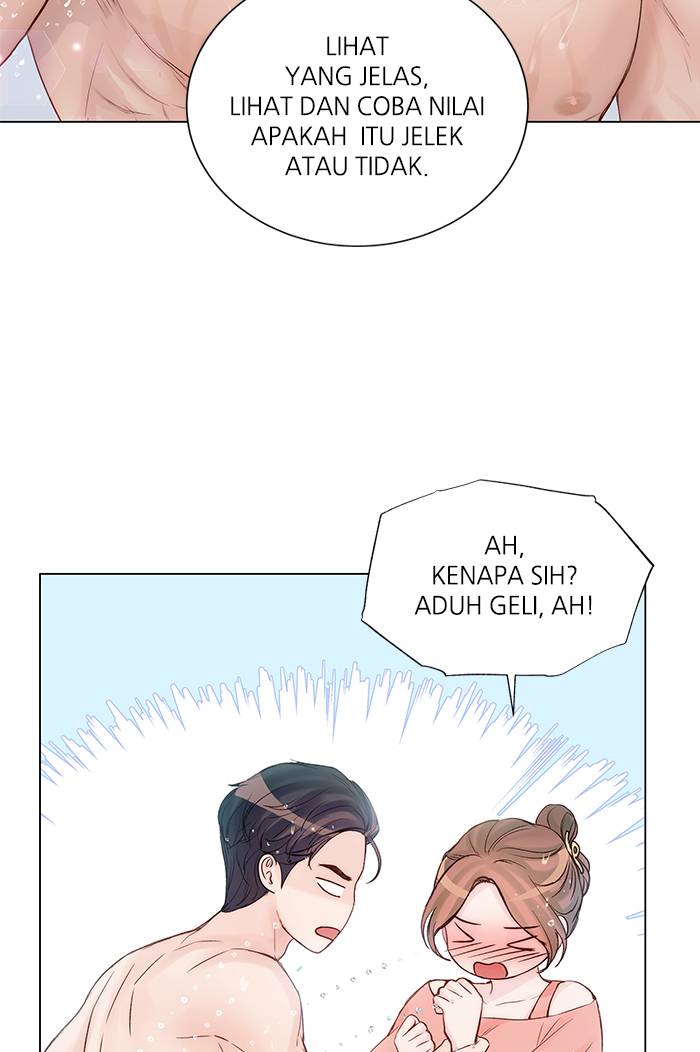 LIHAT
YANG JELAS,
LIHAT DAN COBA NILAI
APAKAH ITU JELEK
ATAU TIDAK.
AH,
KENAPA SIH?
ADUH GELI, AH!